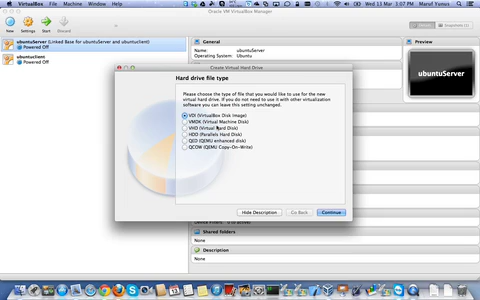 VirtualBox File Machine Window Help
Wed 13 Mar 3:07 PM Maruf Yunus
Oracle VM VirtualBox Manager
New Settings Start Discard
Snapshots (1)
ubuntuServer (Linked Base for ubuntuServer and ubuntuclient)
Powered Off
ubuntuclient
Powered Off
General
Name: ubuntuServer
Operating System: Ubuntu
Preview
ubuntuServer
Create Virtual Hard Drive
Hard drive file type
Please choose the type of file that you would like to use for the new
virtual hard drive. If you do not need to use it with other virtualization
software you can leave this setting unchanged.
VDI (VirtualBox Disk Image)
VMDK (Virtual Machine Disk)
VHD (Virtual Hard Disk)
HDD (Parallels Hard Disk)
QED (QEMU enhanced disk)
QCOW (QEMU Copy-On-Write)
Hide Description
Go Back
Continue
Shared folders
None
Description
None